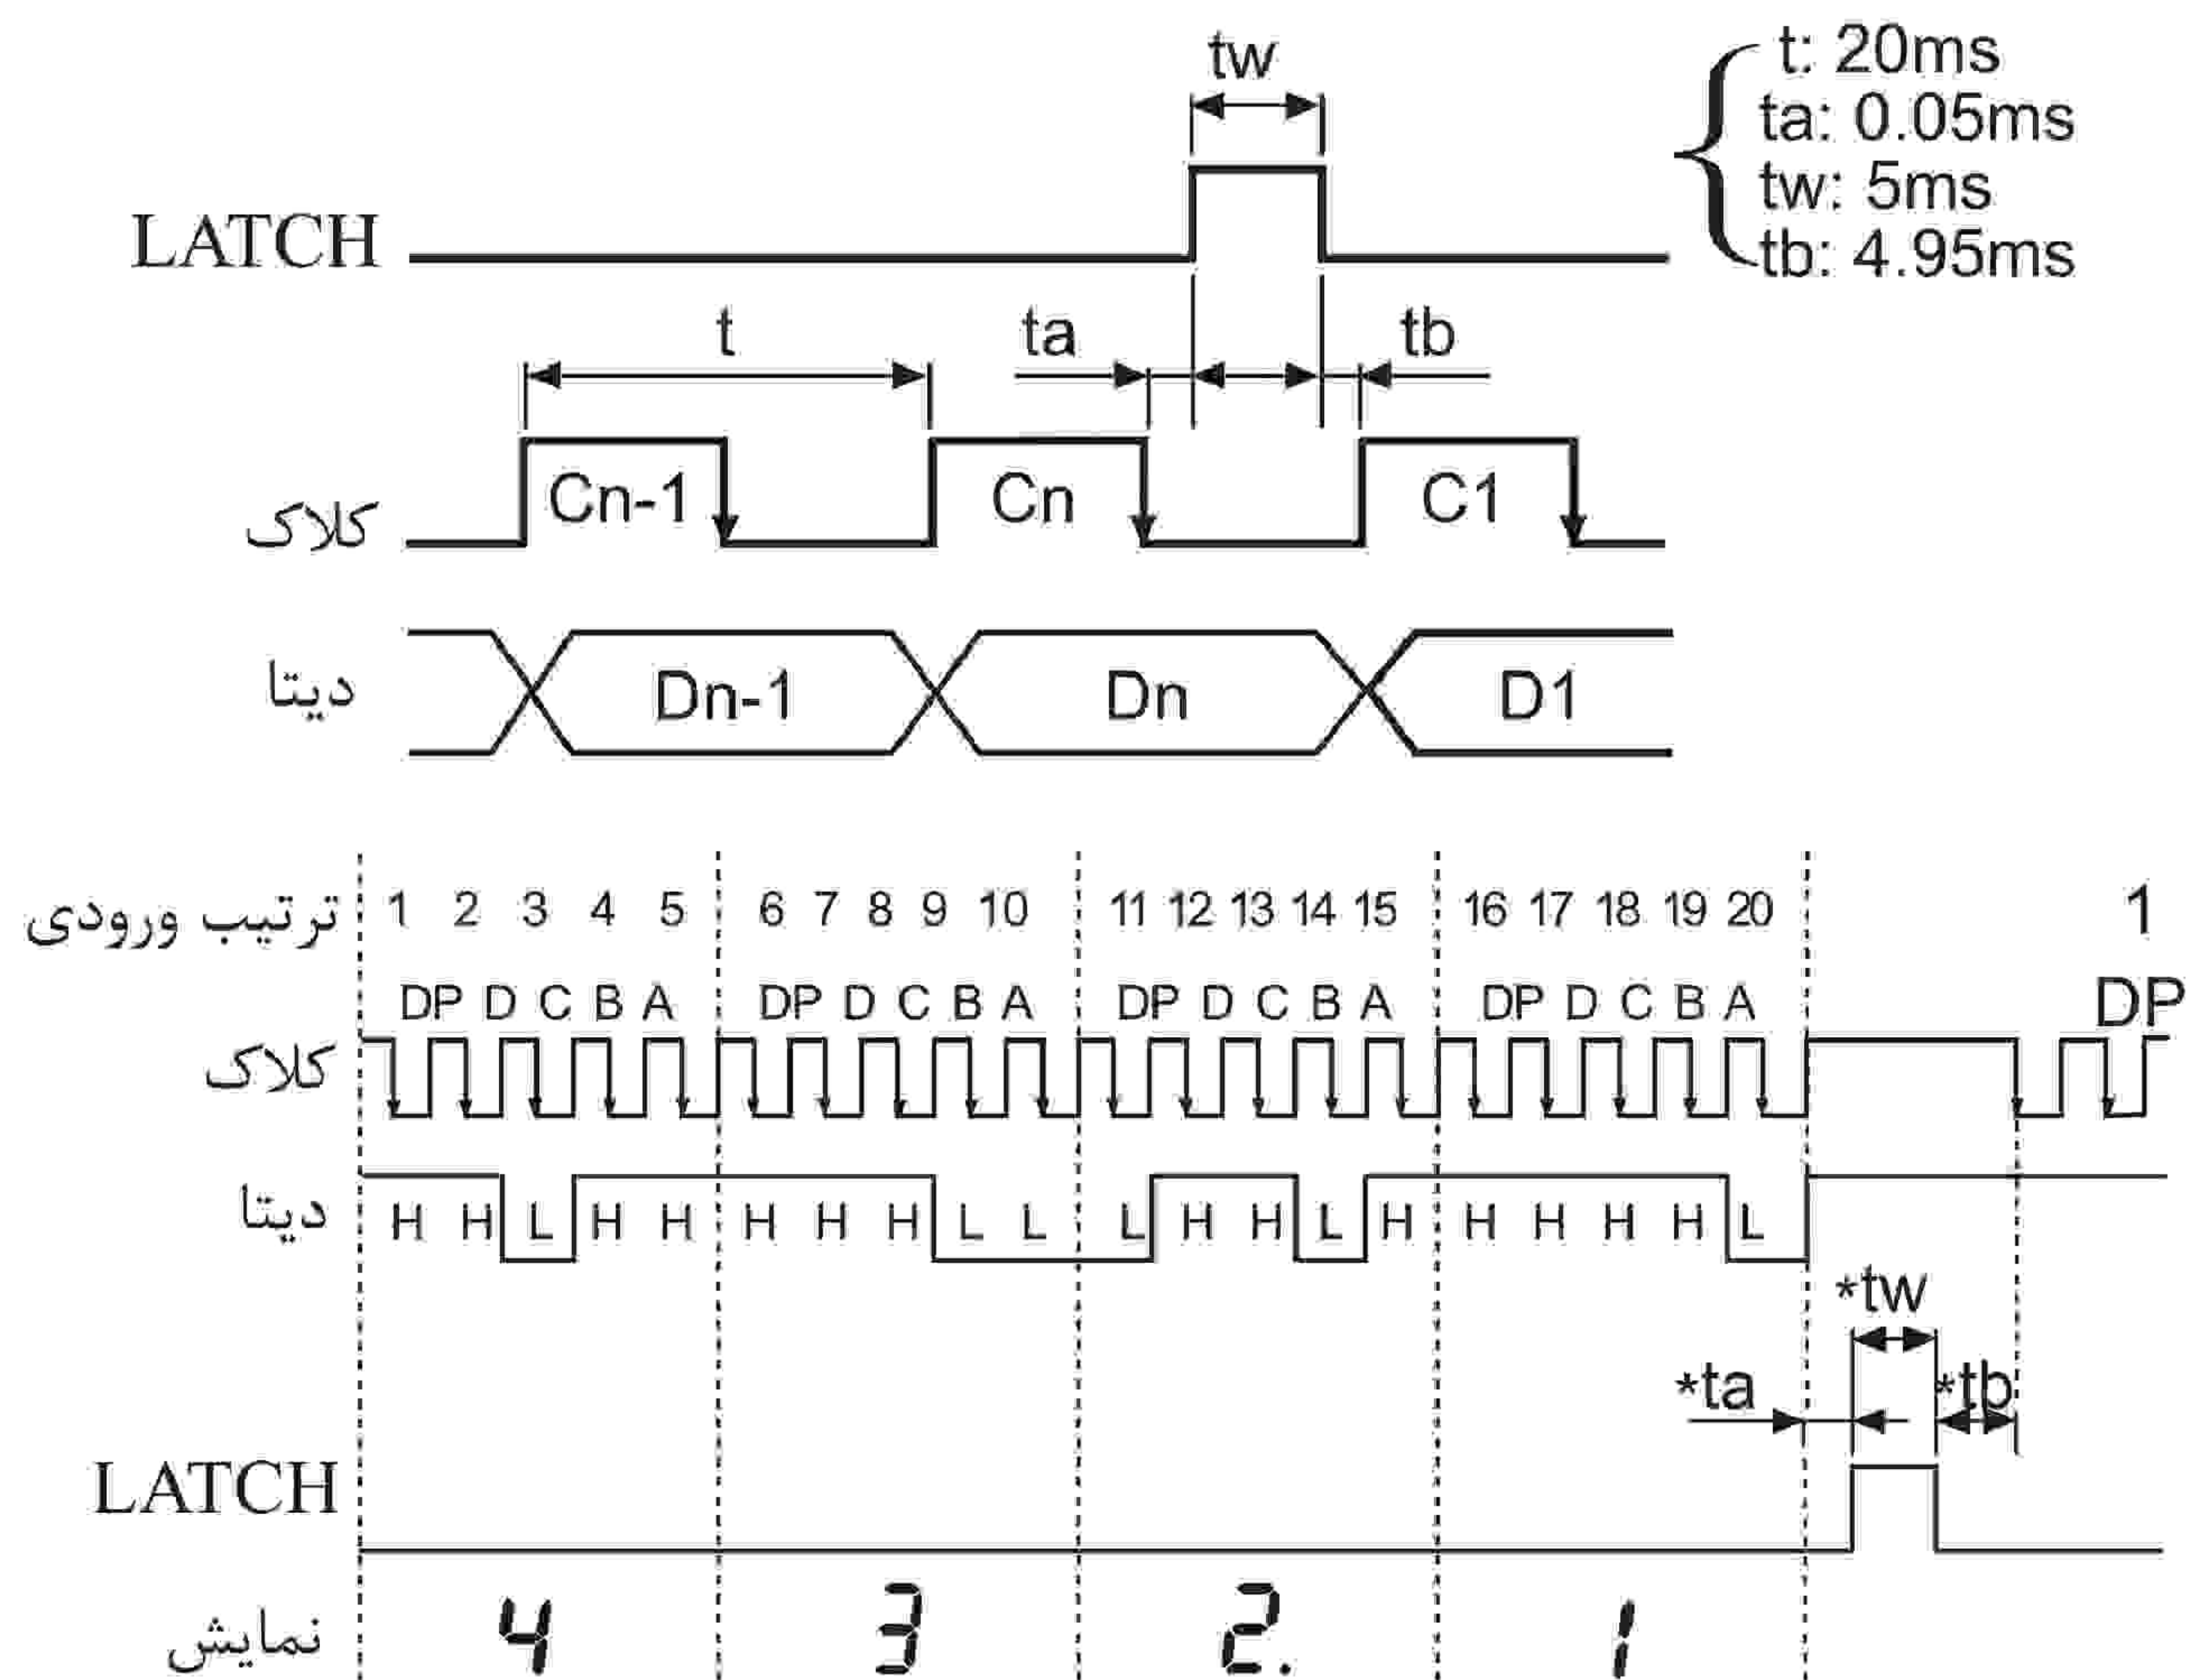 tw
t: 20ms
ta: 0.05ms
tw: 5ms
tb: 4.95ms
LATCH
t
ta
tb
کلاک
Cn-1
Cn
C1
دیتا
Dn-1
Dn
D1
ترتیب ورودی
1 2 3 4 5 6 7 8 9 10 11 12 13 14 15 16 17 18 19 20 1
DP D C B A DP D C B A DP D C B A DP D C B A DP
کلاک
دیتا
H H L H H H H H L L L H H L H H H H H L
*tw
*ta
*tb
LATCH
نمایش
4 3 2. 1